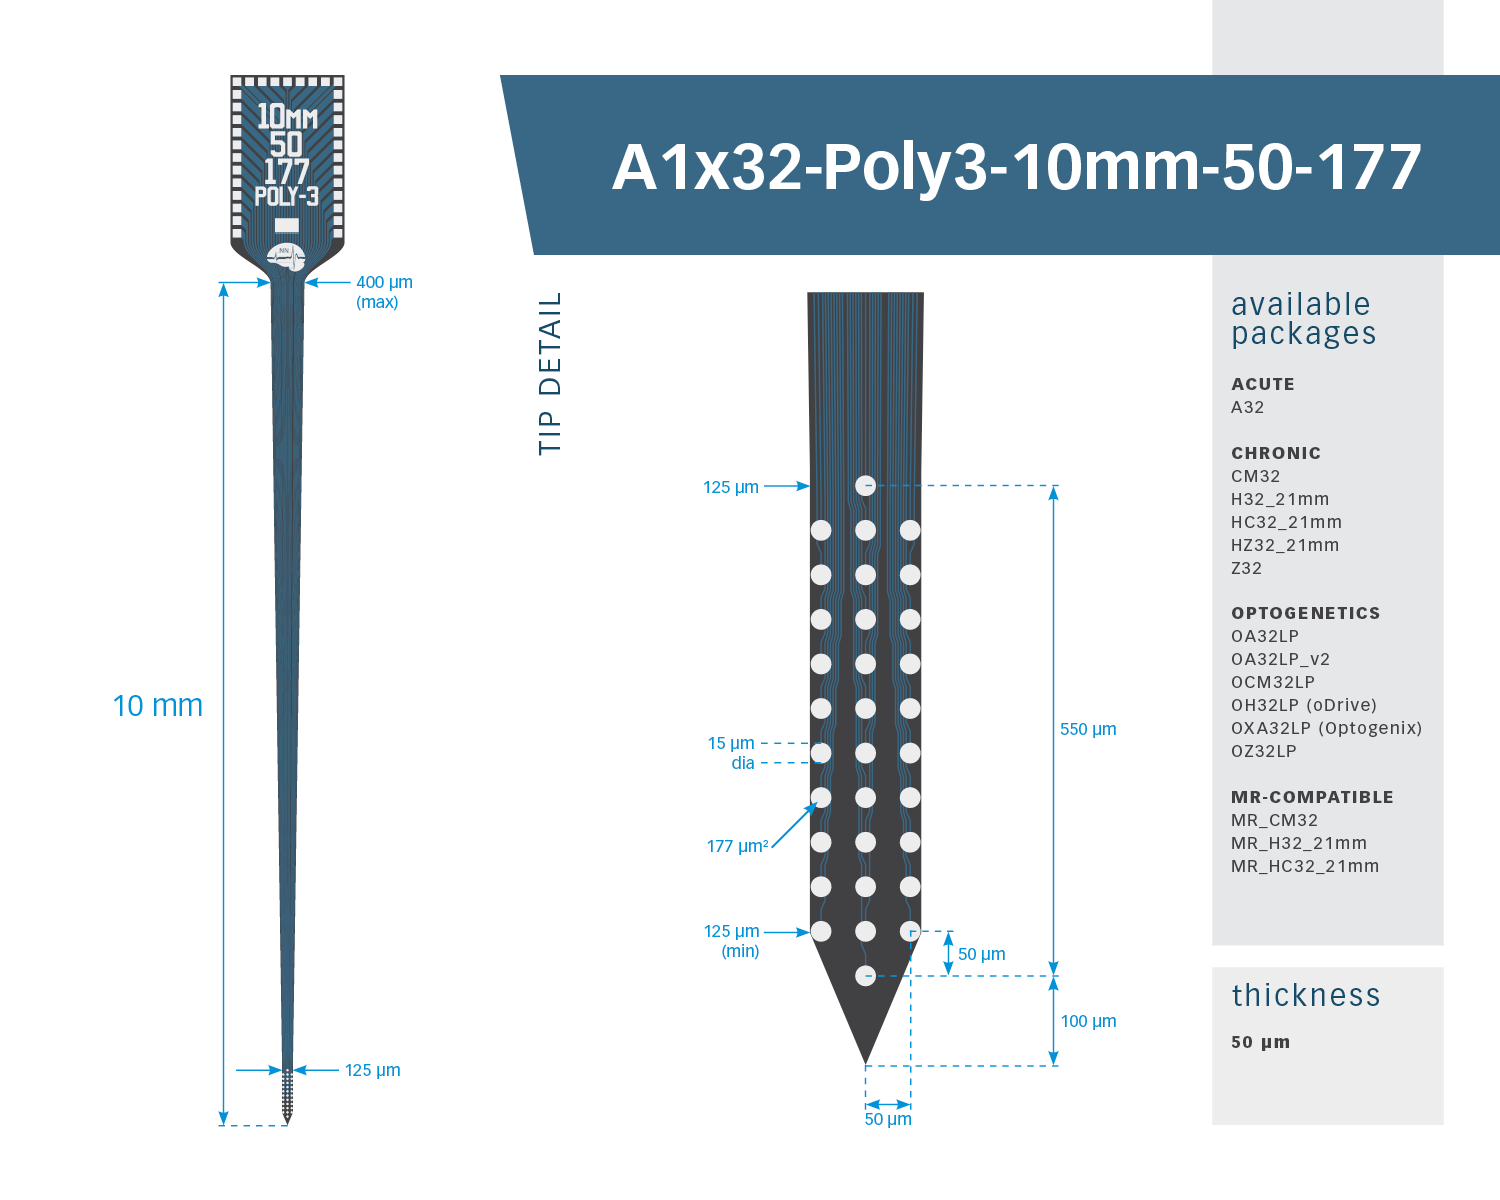 10MM
50
177
POLY-3
NN
400 µm
(max)
10 mm
125 µm
A1x32-Poly3-10mm-50-177
TIP DETAIL
125 µm
15 µm
dia
177 µm²
125 µm
(min)
550 µm
50 µm
100 µm
50 µm
available
packages
ACUTE
A32
CHRONIC
CM32
H32_21mm
HC32_21mm
HZ32_21mm
Z32
OPTOGENETICS
OA32LP
OA32LP_v2
OCM32LP
OH32LP (oDrive)
OXA32LP (Optogenix)
OZ32LP
MR-COMPATIBLE
MR_CM32
MR_H32_21mm
MR_HC32_21mm
thickness
50 µm